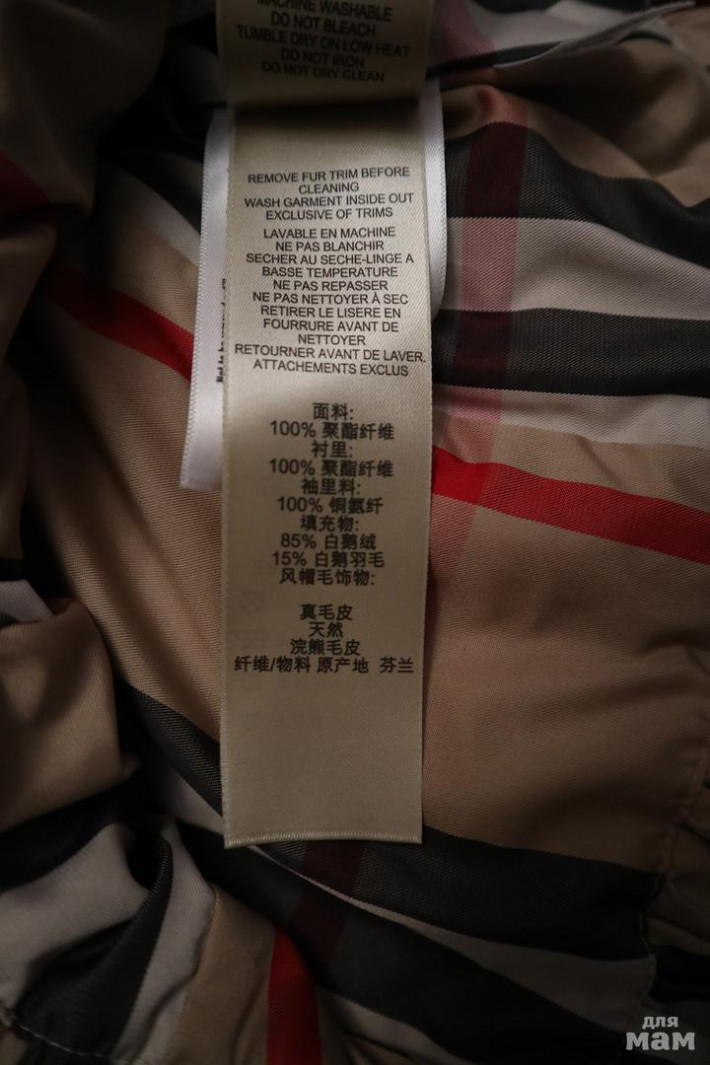 MACHINE WASHABLE
DO NOT BLEACH
TUMBLE DRY ON LOW HEAT
DO NOT IRON
DO NOT DRY CLEAN
REMOVE FUR TRIM BEFORE
CLEANING
WASH GARMENT INSIDE OUT
EXCLUSIVE OF TRIMS
LAVABLE EN MACHINE
NE PAS BLANCHIR
SECHER AU SECHE-LINGE A
BASSE TEMPERATURE
NE PAS REPASSER
NE PAS NETTOYER À SEC
RETIRER LE LISERE EN
FOURRURE AVANT DE
NETTOYER
RETOURNER AVANT DE LAVER.
ATTACHEMENTS EXCLUS
面料:
100% 聚酯纤维
衬里:
100% 聚酯纤维
袖里料:
100% 铜氨纤
填充物:
85% 白鹅绒
15% 白鹅羽毛
风帽毛饰物:
真毛皮
天然
浣熊毛皮
纤维/物料 原产地 芬兰
для
мам